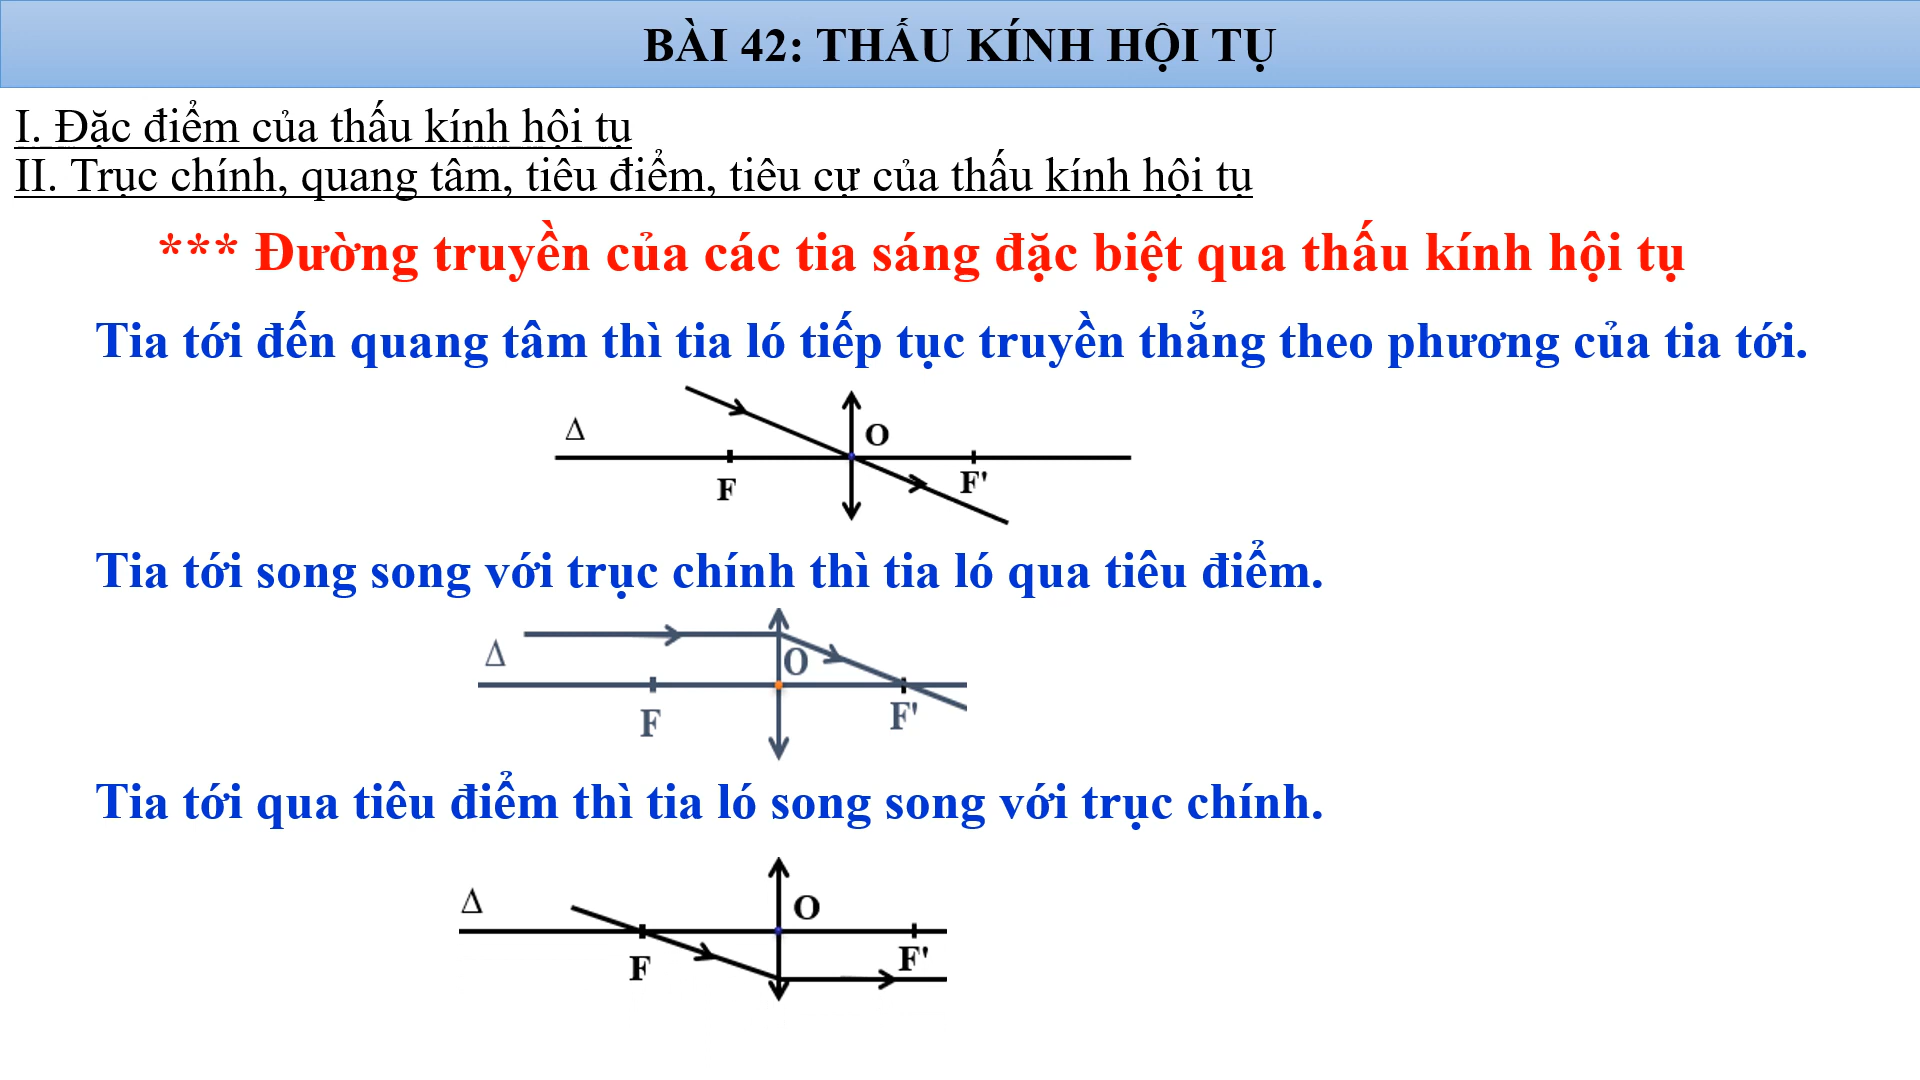 BÀI 42: THẤU KÍNH HỘI TỤ
I. Đặc điểm của thấu kính hội tụ
II. Trục chính, quang tâm, tiêu điểm, tiêu cự của thấu kính hội tụ
*** Đường truyền của các tia sáng đặc biệt qua thấu kính hội tụ
Tia tới đến quang tâm thì tia ló tiếp tục truyền thẳng theo phương của tia tới.
Δ
O
F
F'
Tia tới song song với trục chính thì tia ló qua tiêu điểm.
Δ
O
F
F'
Tia tới qua tiêu điểm thì tia ló song song với trục chính.
Δ
O
F
F'